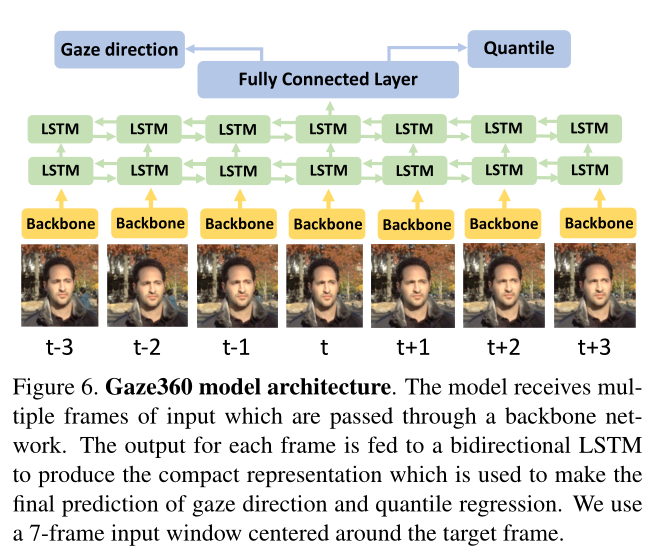 Gaze direction
Quantile
Fully Connected Layer
LSTM LSTM LSTM LSTM LSTM LSTM LSTM
LSTM LSTM LSTM LSTM LSTM LSTM LSTM
Backbone Backbone Backbone Backbone Backbone Backbone Backbone
t-3 t-2 t-1 t t+1 t+2 t+3
Figure 6. Gaze360 model architecture. The model receives mul-
tiple frames of input which are passed through a backbone net-
work. The output for each frame is fed to a bidirectional LSTM
to produce the compact representation which is used to make the
final prediction of gaze direction and quantile regression. We use
a 7-frame input window centered around the target frame.